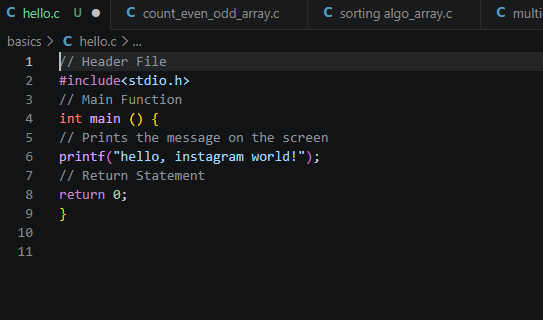 C hello.c U ●
C count_even_odd_array.c
C sorting algo_array.c
C multi
basics > C hello.c > ...
1 // Header File
2 #include<stdio.h>
3 // Main Function
4 int main () {
5 // Prints the message on the screen
6 printf("hello, instagram world!");
7 // Return Statement
8 return 0;
9 }
10
11